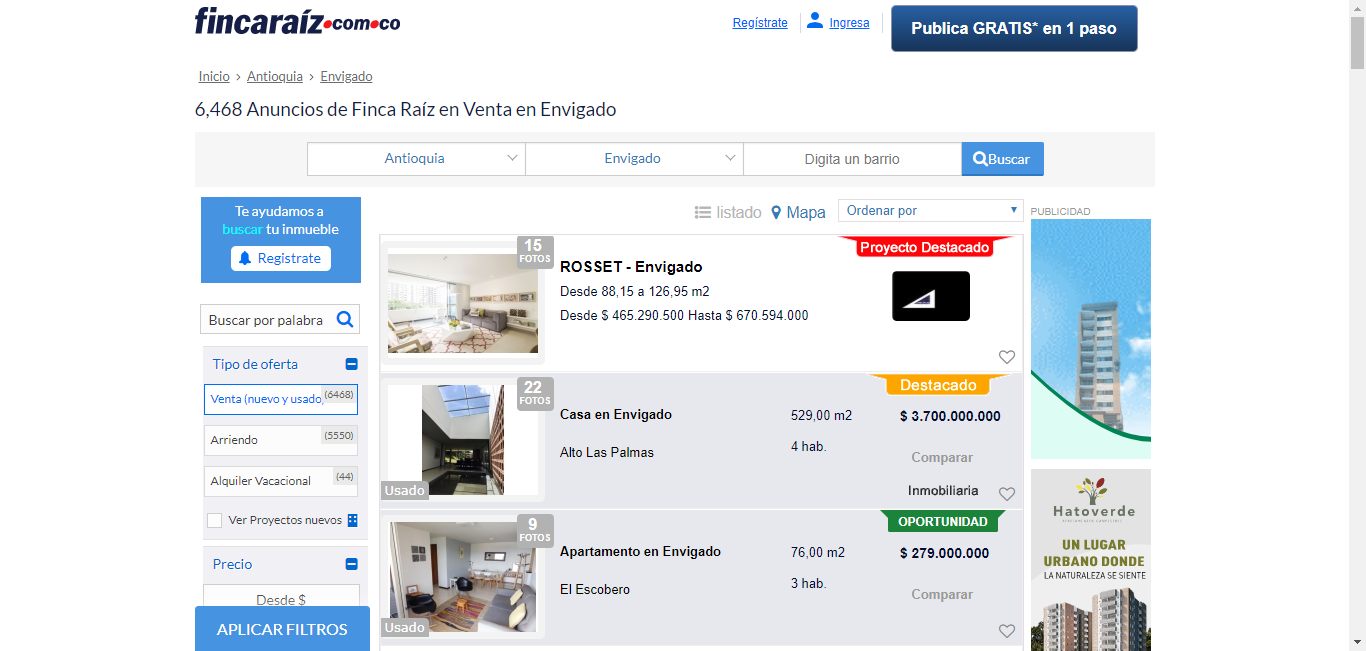 fincaraíz.com.co
Regístrate
Ingresa
Publica GRATIS* en 1 paso
Inicio › Antioquia › Envigado
6,468 Anuncios de Finca Raíz en Venta en Envigado
Antioquia
Envigado
Digita un barrio
Buscar
Te ayudamos a
buscar tu inmueble
Registrate
Buscar por palabra
Tipo de oferta
Venta (nuevo y usado)
(6468)
Arriendo
(5550)
Alquiler Vacacional
(44)
Ver Proyectos nuevos
Precio
Desde $
APLICAR FILTROS
listado
Mapa
Ordenar por
15
FOTOS
ROSSET - Envigado
Desde 88,15 a 126,95 m2
Desde $ 465.290.500 Hasta $ 670.594.000
Proyecto Destacado
22
FOTOS
Usado
Casa en Envigado
Alto Las Palmas
529,00 m2
4 hab.
Destacado
$ 3.700.000.000
Comparar
Inmobiliaria
9
FOTOS
Usado
Apartamento en Envigado
El Escobero
76,00 m2
3 hab.
OPORTUNIDAD
$ 279.000.000
Comparar
PUBLICIDAD
Hatoverde
UN LUGAR
URBANO DONDE
LA NATURALEZA SE SIENTE